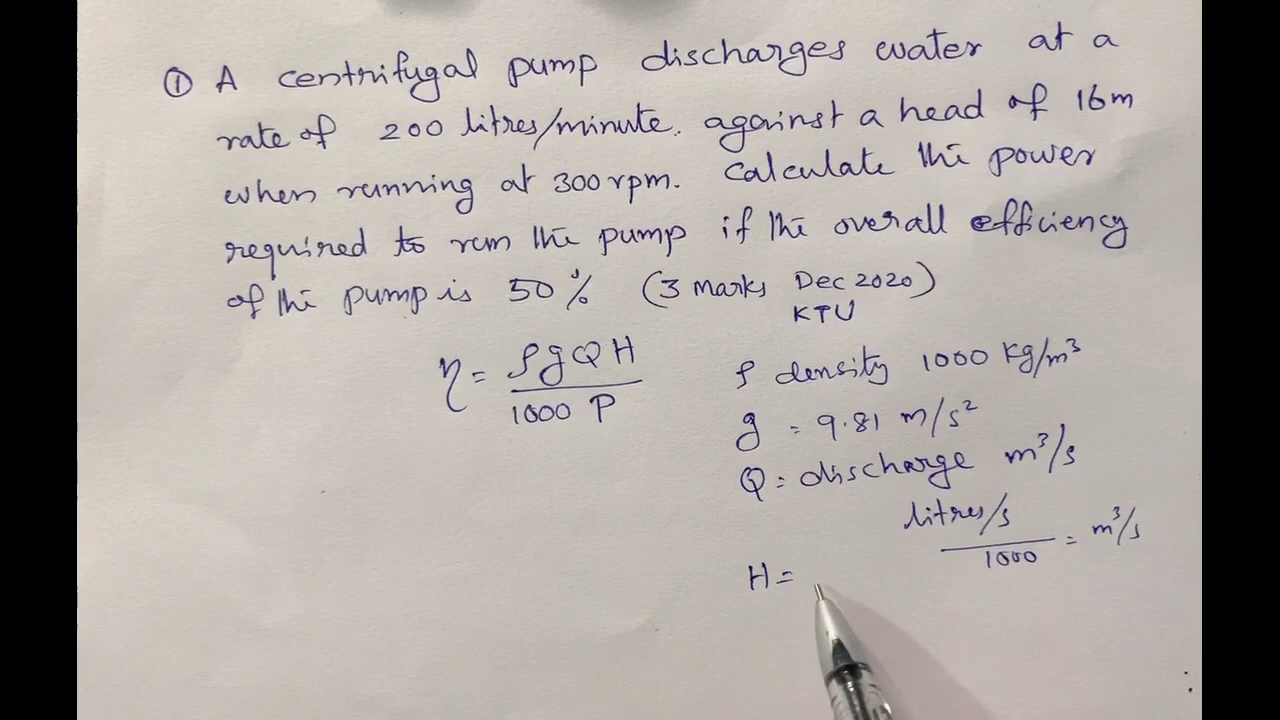 ① A centrifugal pump discharges water at a
rate of 200 litres/minute. against a head of 16m
when running at 300 rpm. Calculate the power
required to run the pump if the overall efficiency
of the pump is 50% (3 marks Dec 2020)
KTU
η = ρgQH / 1000 P
ρ density 1000 kg/m³
g = 9.81 m/s²
Q = discharge m³/s
litres/s / 1000 = m³/s
H =